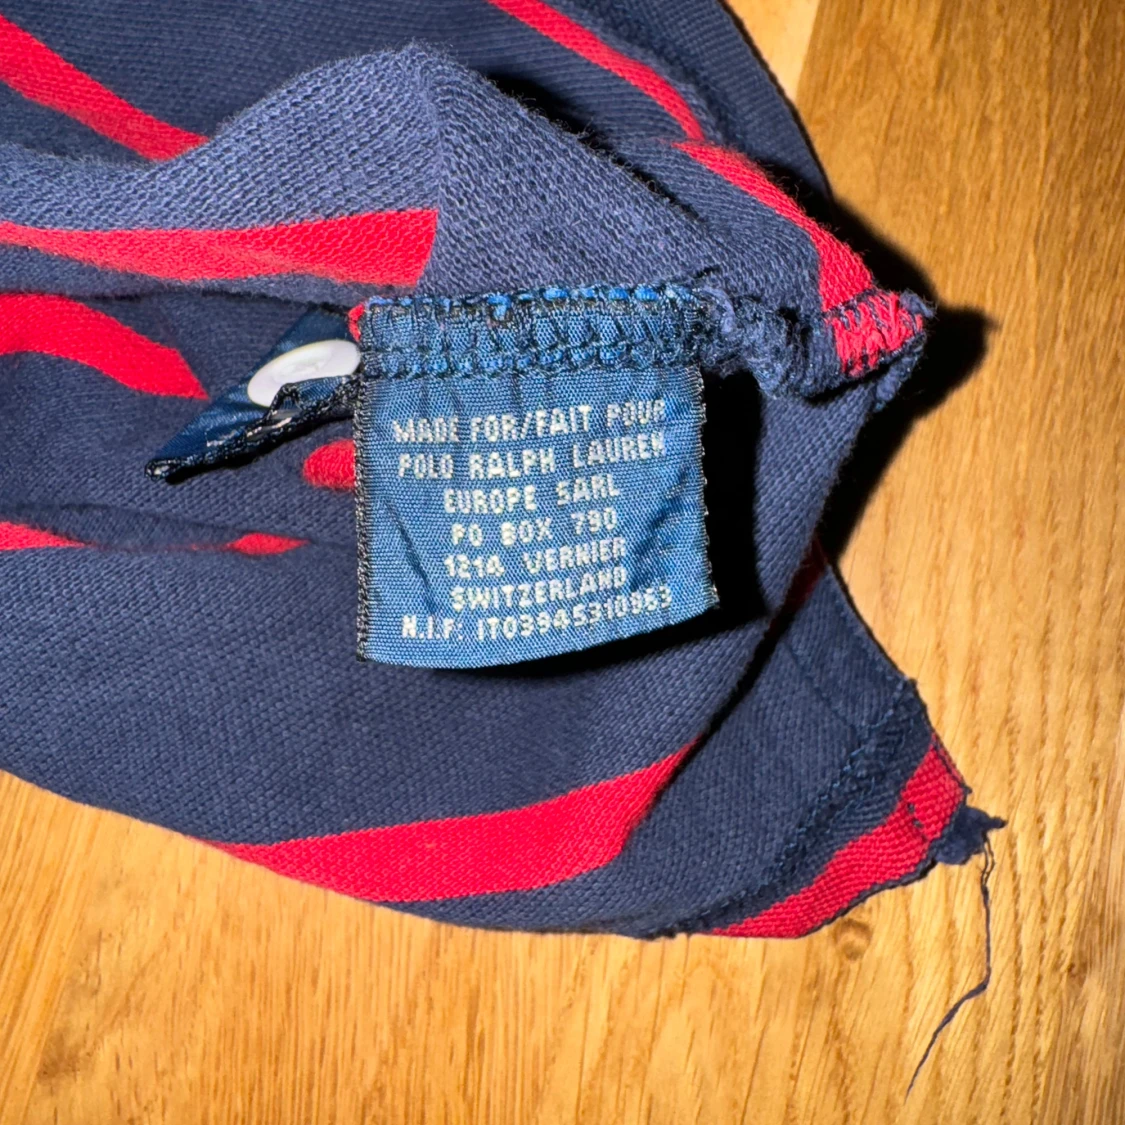 MADE FOR/FAIT POUR
POLO RALPH LAUREN
EUROPE SARL
PO BOX 790
1214 VERNIER
SWITZERLAND
N.I.F. IT03945310963